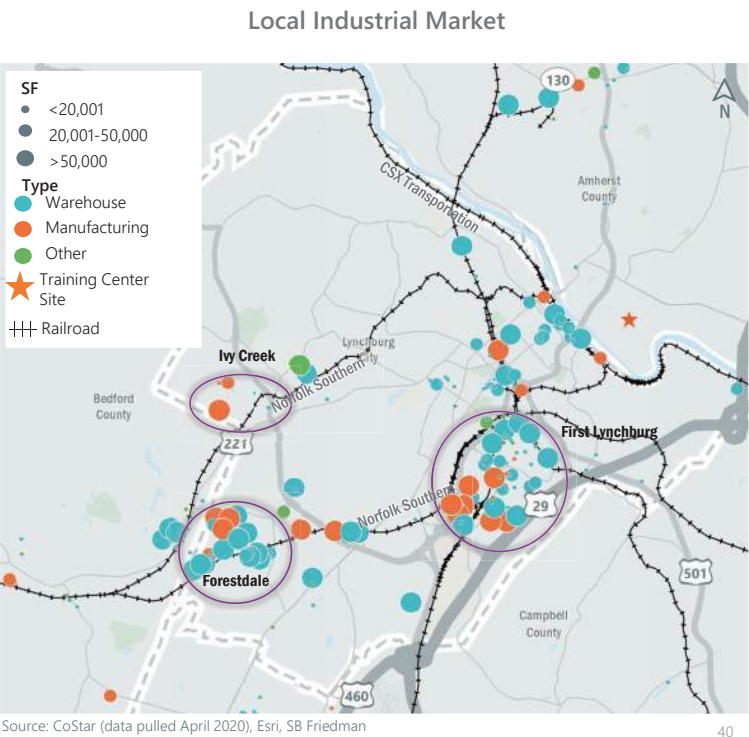 Local Industrial Market
SF
<20,001
20,001-50,000
>50,000
Type
Warehouse
Manufacturing
Other
Training Center
Site
Railroad
130
N
CSX Transportation
Amherst
County
Lynchburg
City
Ivy Creek
Norfolk Southern
Bedford
County
221
First Lynchburg
Norfolk Southern
29
Forestdale
501
Campbell
County
460
Source: CoStar (data pulled April 2020), Esri, SB Friedman
40